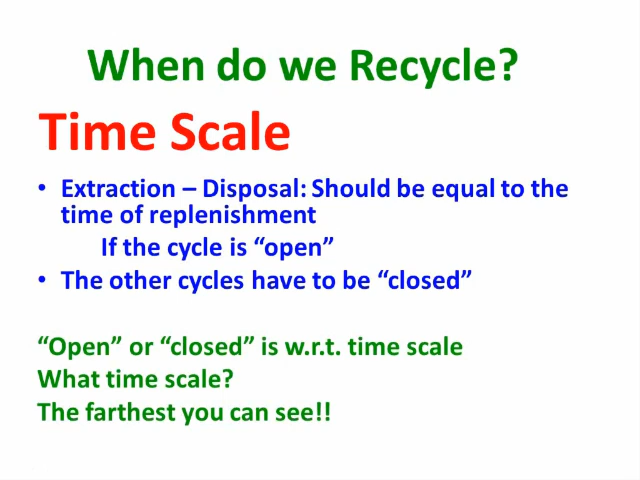 When do we Recycle?
Time Scale
• Extraction – Disposal: Should be equal to the
time of replenishment
If the cycle is “open”
• The other cycles have to be “closed”
“Open” or “closed” is w.r.t. time scale
What time scale?
The farthest you can see!!